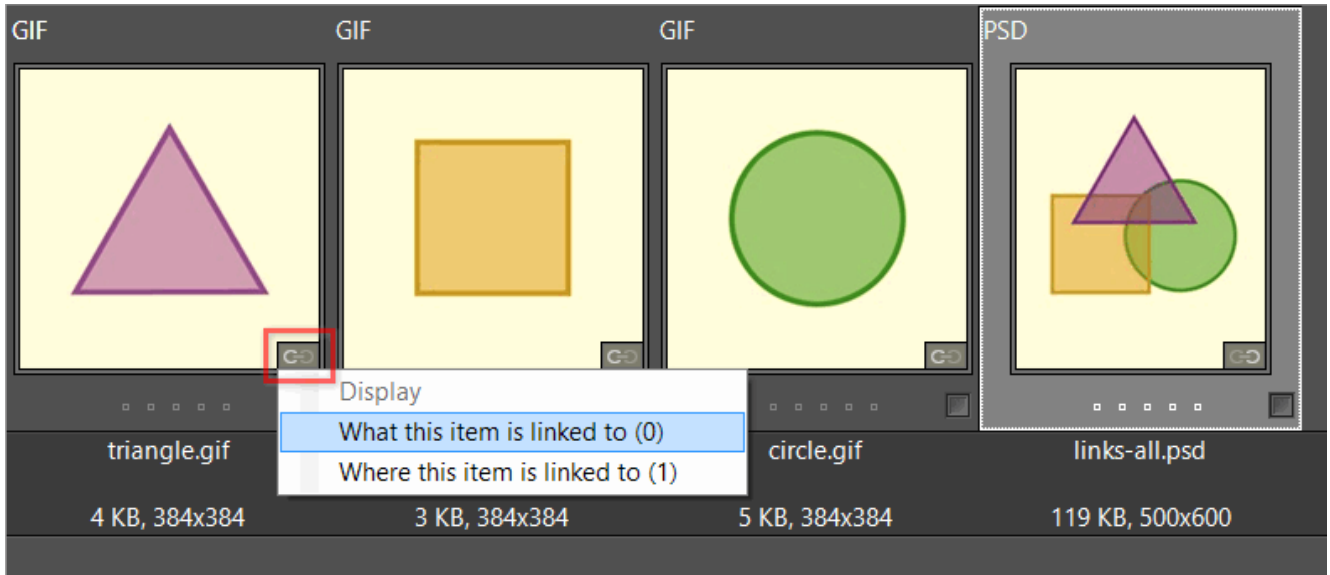 GIF
GIF
GIF
PSD
Display
What this item is linked to (0)
Where this item is linked to (1)
triangle.gif
circle.gif
links-all.psd
4 KB, 384x384
3 KB, 384x384
5 KB, 384x384
119 KB, 500x600